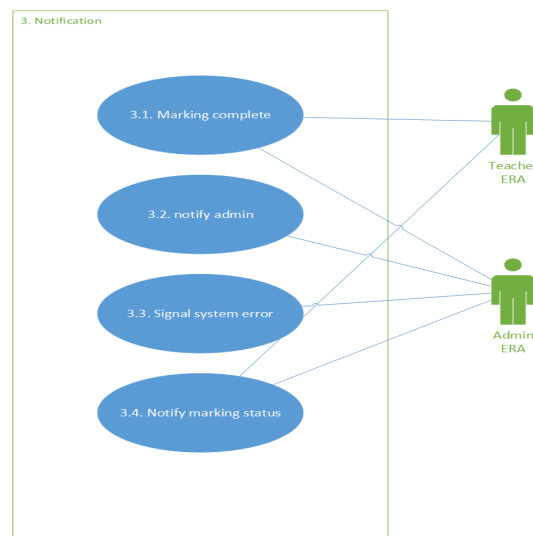 3. Notification
3.1. Marking complete
3.2. notify admin
3.3. Signal system error
3.4. Notify marking status
Teache
ERA
Admin
ERA